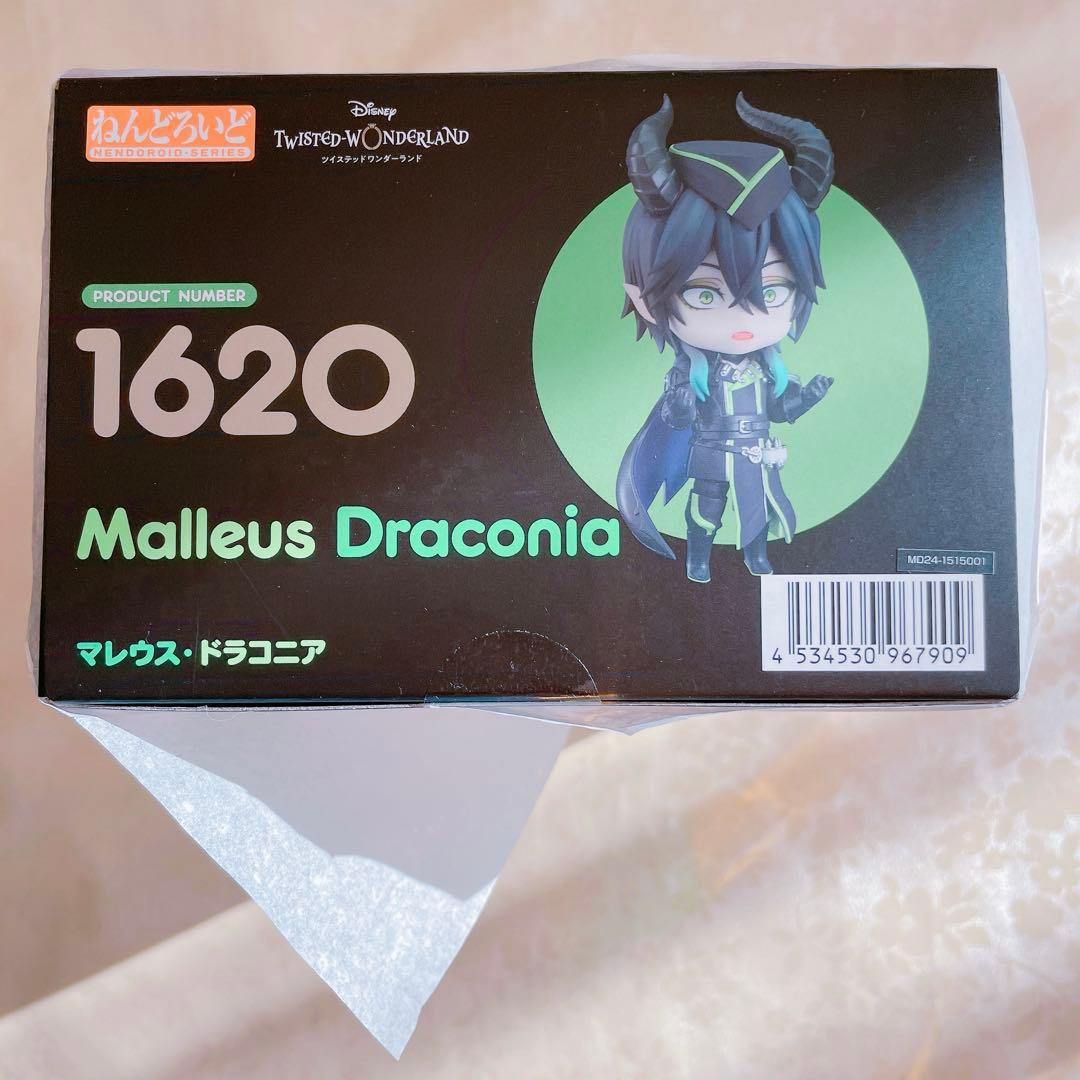 ねんどろいど
NENDOROID・SERIES
Disney
TWISTED-WONDERLAND
ツイステッドワンダーランド
PRODUCT NUMBER
1620
Malleus Draconia
マレウス・ドラコニア
MD24-1515001
4 534530 967909